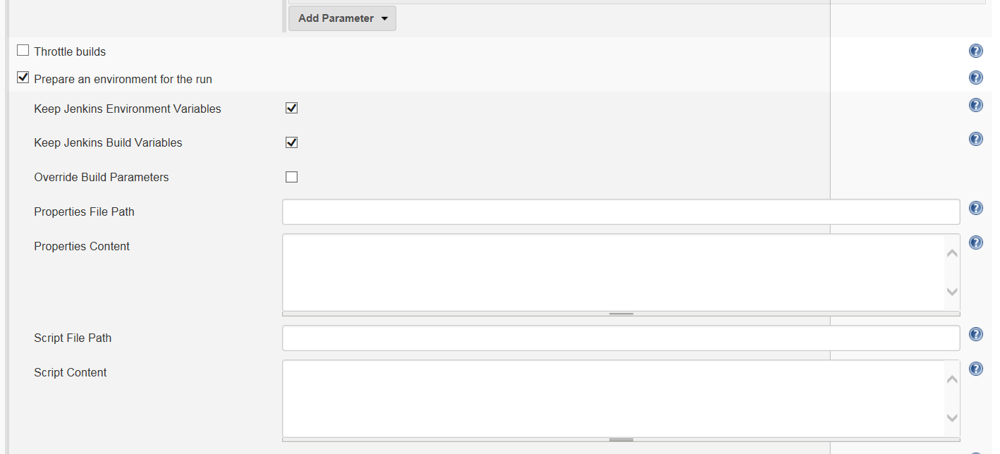 Add Parameter
Throttle builds
Prepare an environment for the run
Keep Jenkins Environment Variables
Keep Jenkins Build Variables
Override Build Parameters
Properties File Path
Properties Content
Script File Path
Script Content